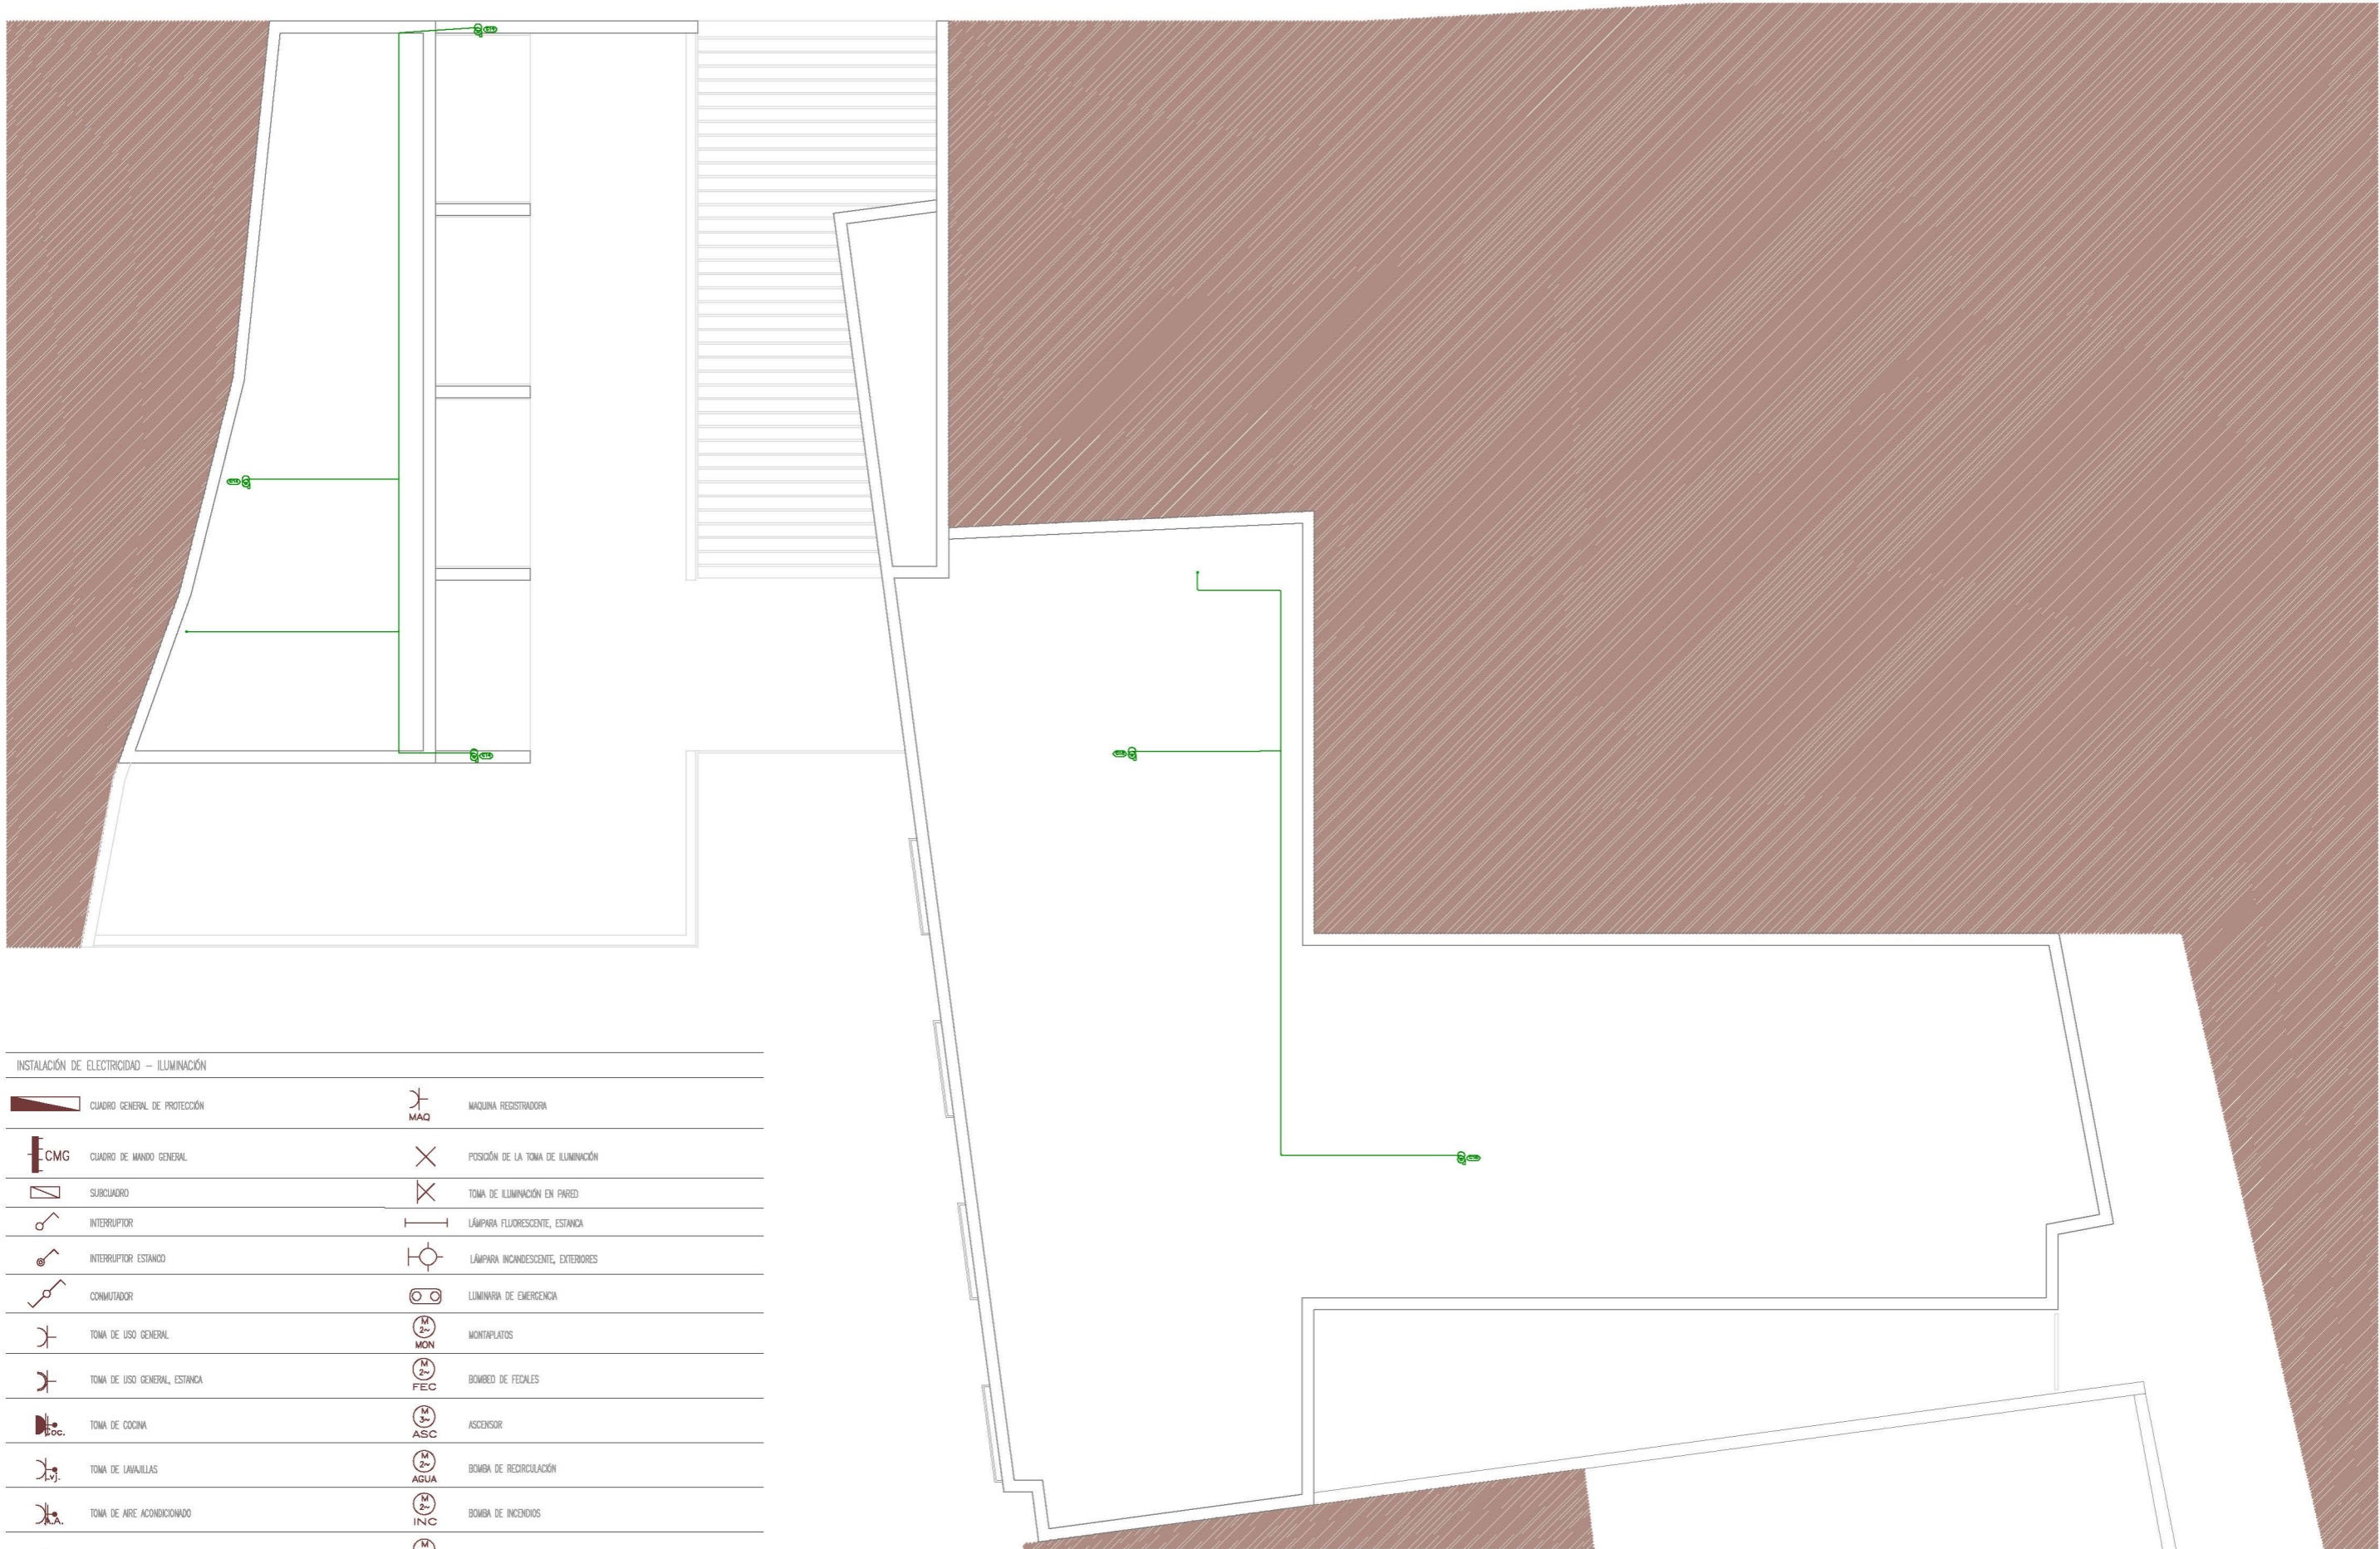 INSTALACIÓN DE ELECTRICIDAD – ILUMINACIÓN
CUADRO GENERAL DE PROTECCIÓN
MAQ
MAQUINA REGISTRADORA
CMG
CUADRO DE MANDO GENERAL
POSICIÓN DE LA TOMA DE ILUMINACIÓN
SUBCUADRO
TOMA DE ILUMINACIÓN EN PARED
INTERRUPTOR
LÁMPARA FLUORESCENTE, ESTANCA
INTERRUPTOR ESTANCO
LÁMPARA INCANDESCENTE, EXTERIORES
CONMUTADOR
LUMINARIA DE EMERGENCIA
TOMA DE USO GENERAL
M
2~
MON
MONTAPLATOS
TOMA DE USO GENERAL, ESTANCA
M
2~
FEC
BOMBEO DE FECALES
COC.
TOMA DE COCINA
M
3~
ASC
ASCENSOR
LVJ.
TOMA DE LAVAJILLAS
M
2~
AGUA
BOMBA DE RECIRCULACIÓN
A.A.
TOMA DE AIRE ACONDICIONADO
M
2~
INC
BOMBA DE INCENDIOS
M